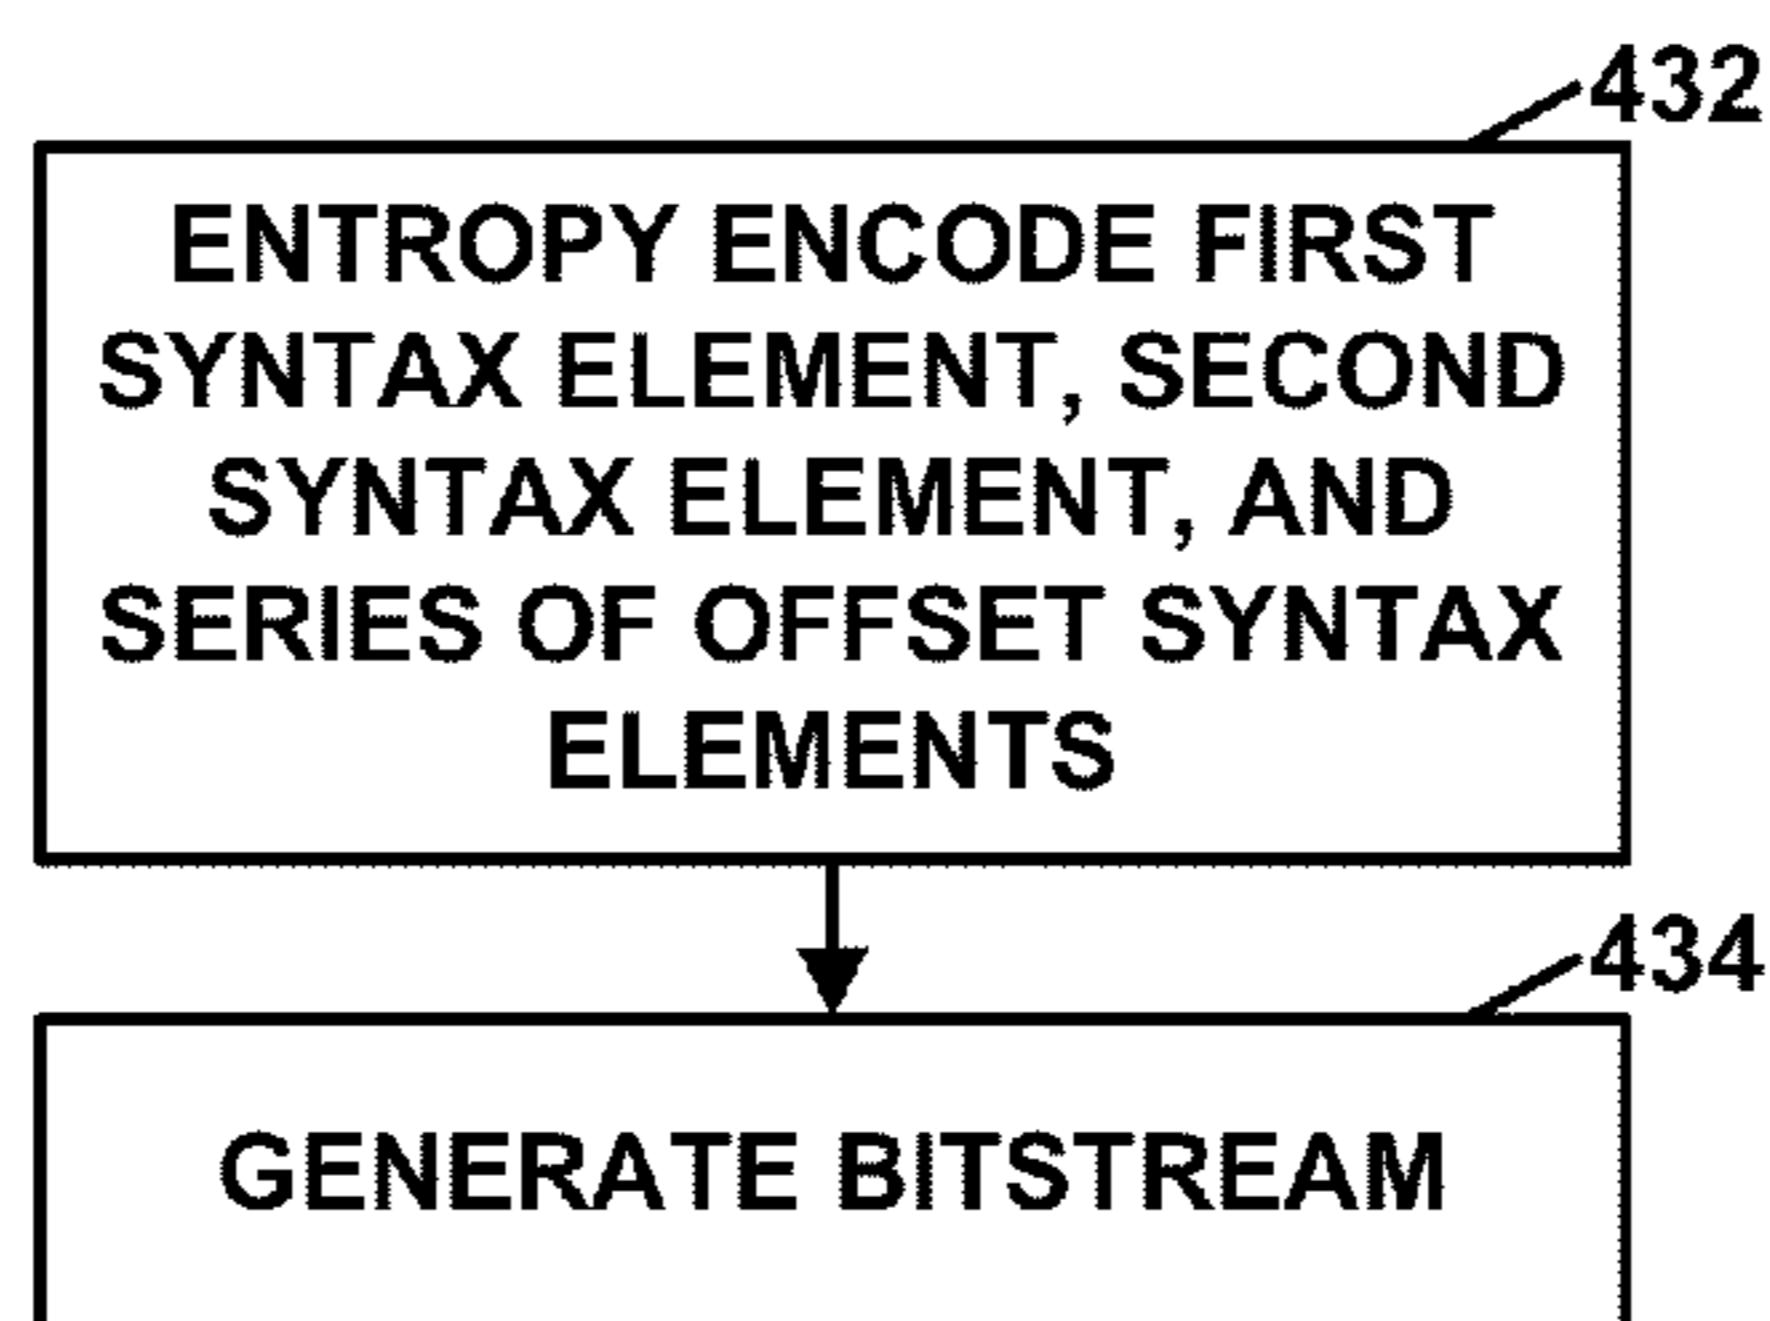 432
ENTROPY ENCODE FIRST
SYNTAX ELEMENT, SECOND
SYNTAX ELEMENT, AND
SERIES OF OFFSET SYNTAX
ELEMENTS
434
GENERATE BITSTREAM